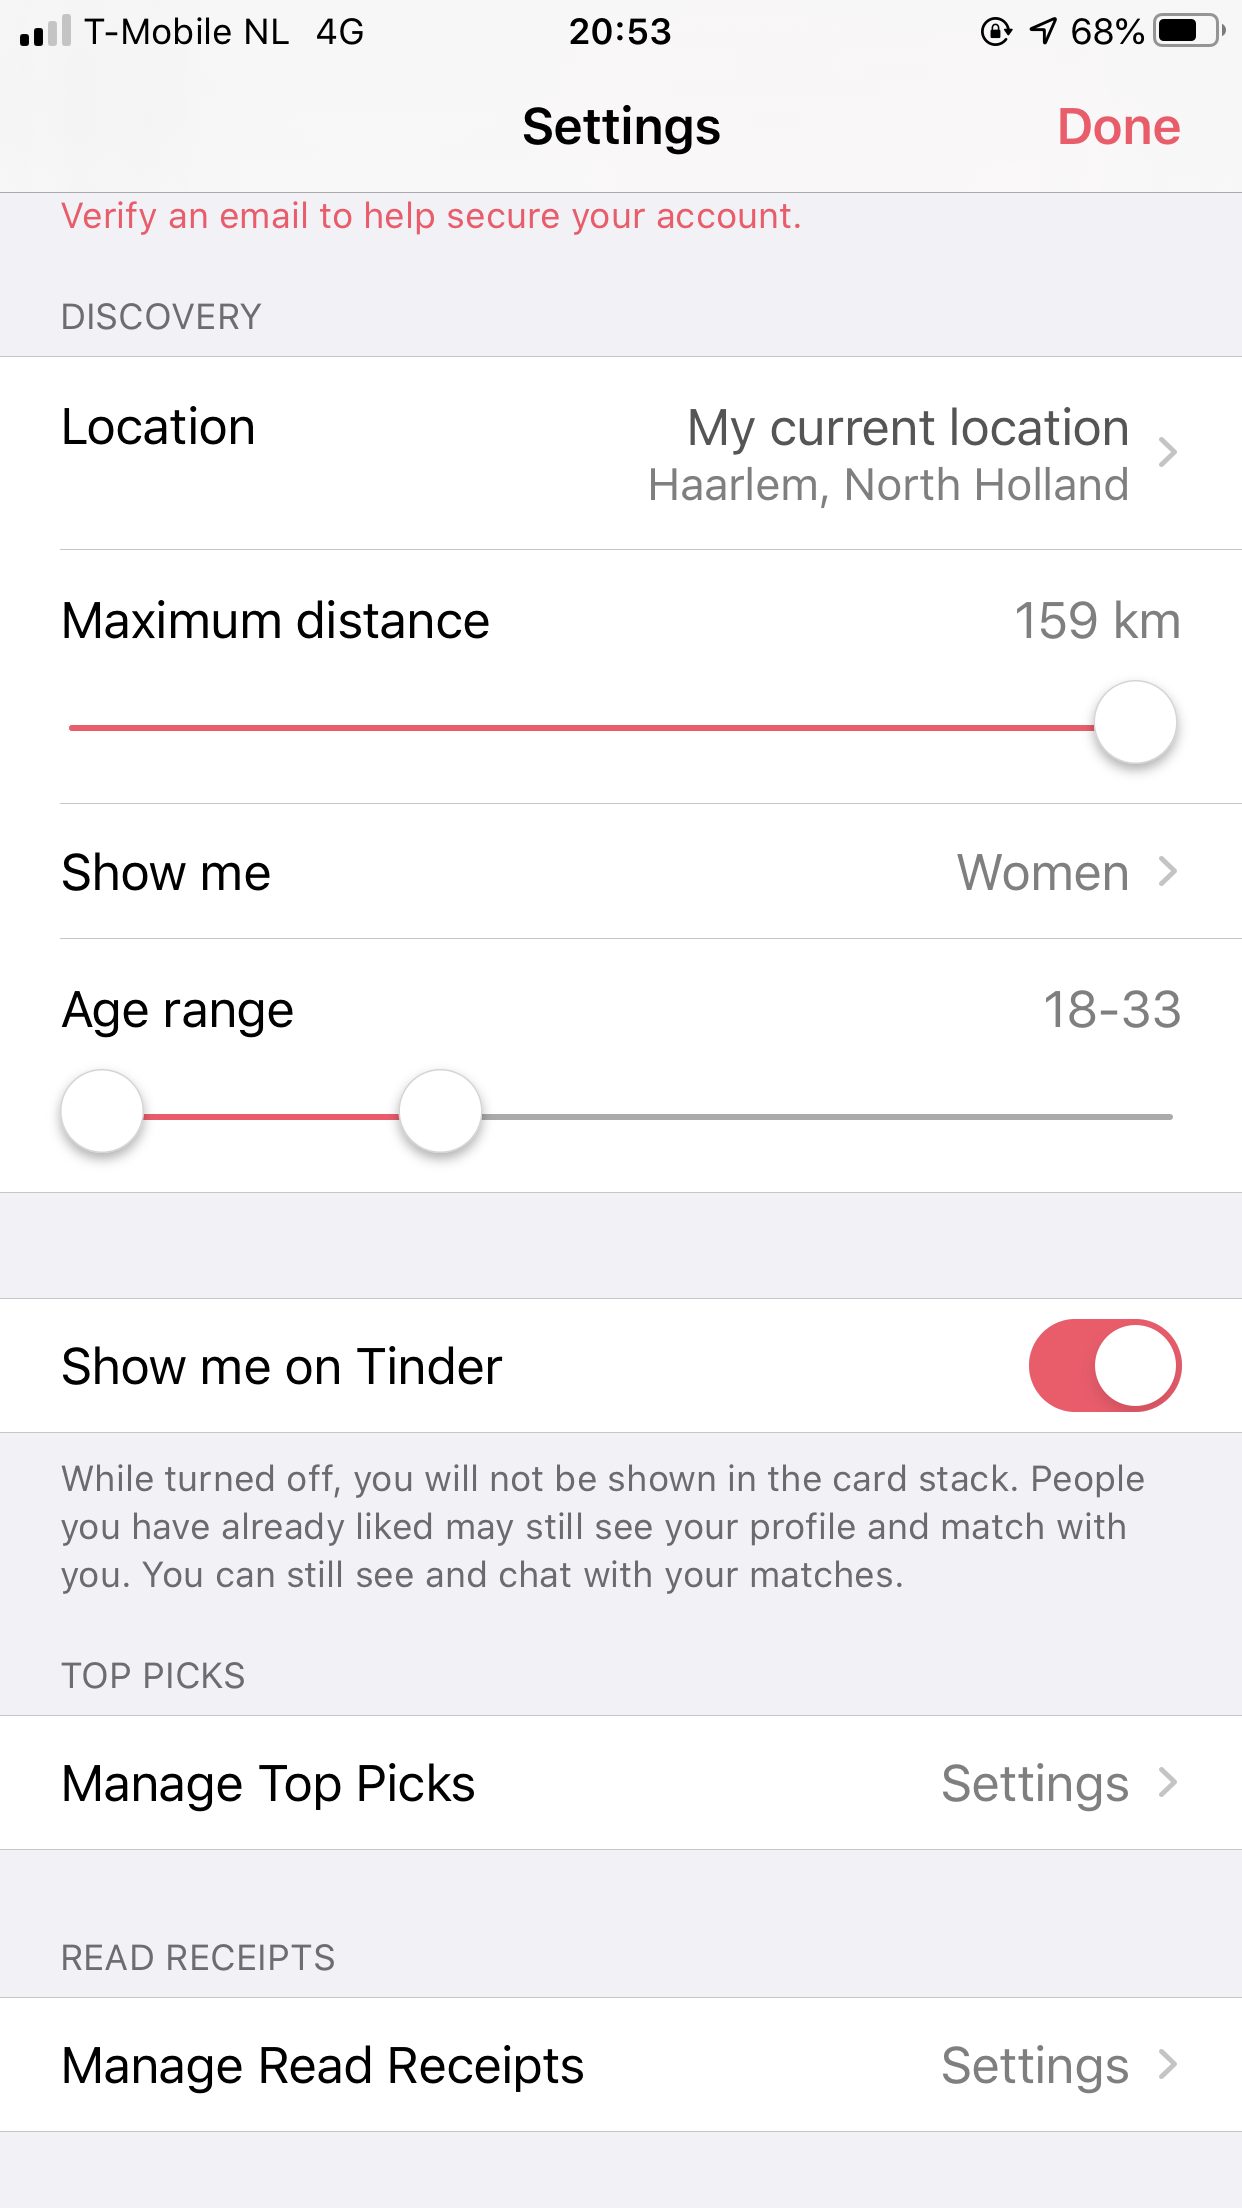 T-Mobile NL 4G 20:53 68%
Settings Done
Verify an email to help secure your account.
DISCOVERY
Location My current location
Haarlem, North Holland
Maximum distance 159 km
Show me Women
Age range 18-33
Show me on Tinder
While turned off, you will not be shown in the card stack. People
you have already liked may still see your profile and match with
you. You can still see and chat with your matches.
TOP PICKS
Manage Top Picks Settings
READ RECEIPTS
Manage Read Receipts Settings